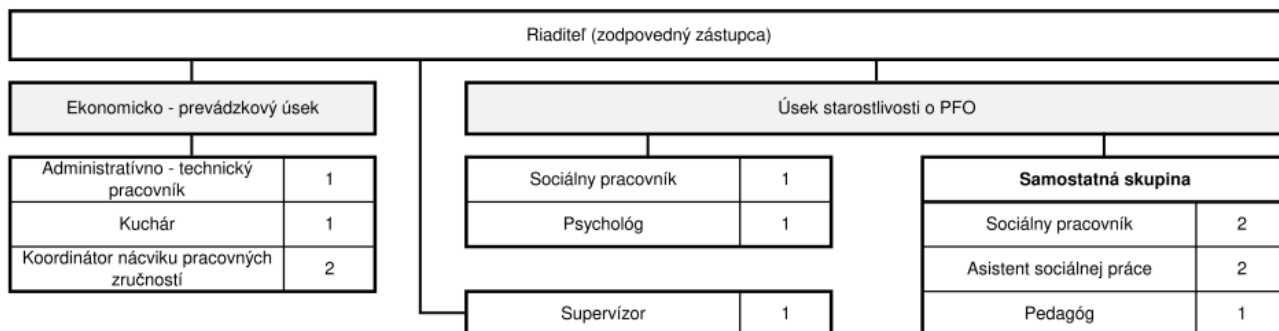 Riaditeľ (zodpovedný zástupca)
Ekonomicko - prevádzkový úsek
Úsek starostlivosti o PFO
Administratívno - technický
pracovník
1
Kuchár
1
Koordinátor nácviku pracovných
zručností
2
Sociálny pracovník
1
Psychológ
1
Supervízor
1
Samostatná skupina
Sociálny pracovník
2
Asistent sociálnej práce
2
Pedagóg
1